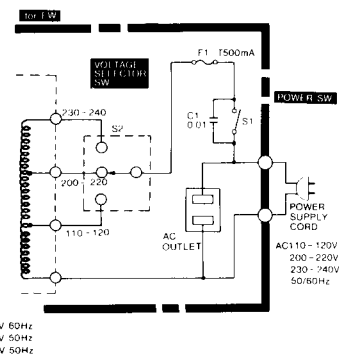 for EW
F1 T500mA
VOLTAGE
SELECTOR
SW
POWER SW
230-240
S2
C1
0.01
S1
200-220
110-120
AC
OUTLET
POWER
SUPPLY
CORD
AC110-120V
200-220V
230-240V
50/60Hz
V 60Hz
V 50Hz
V 50Hz